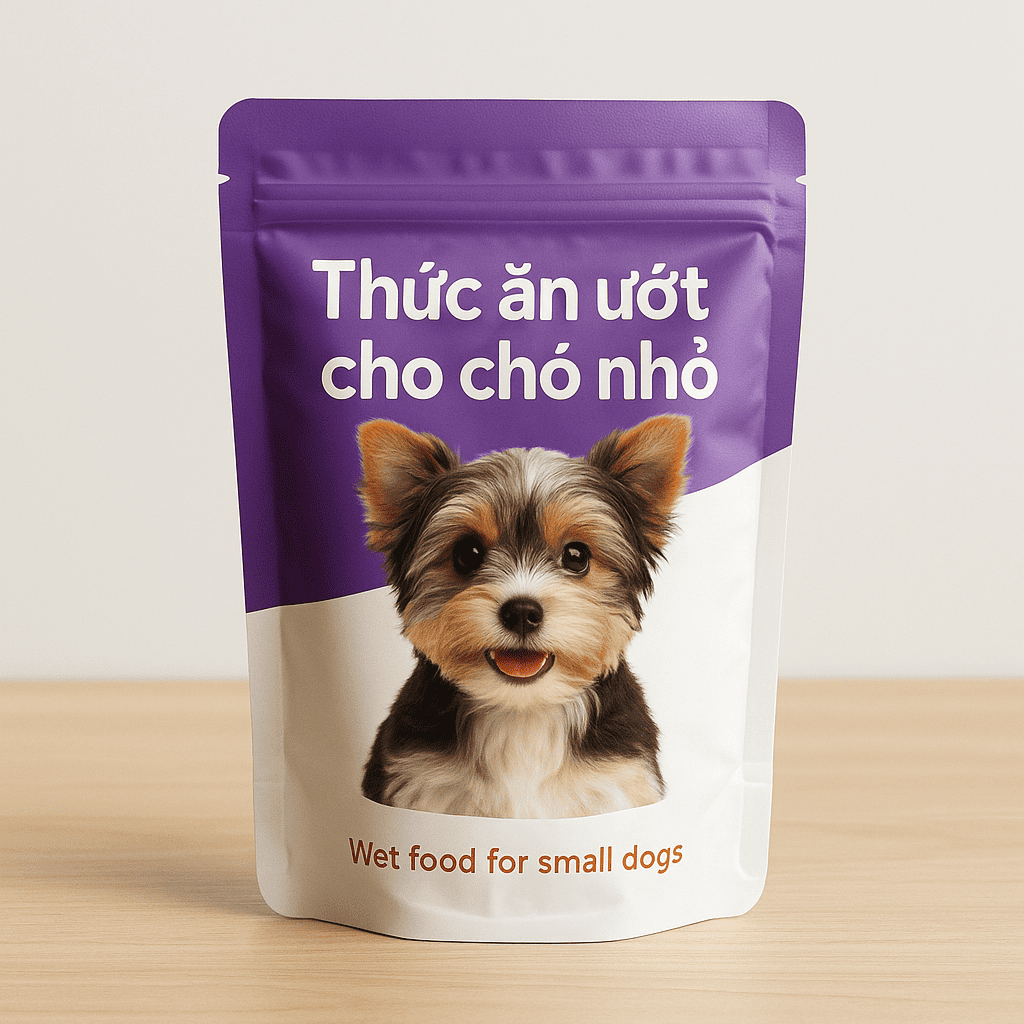 Thức ăn ướt
cho chó nhỏ
Wet food for small dogs